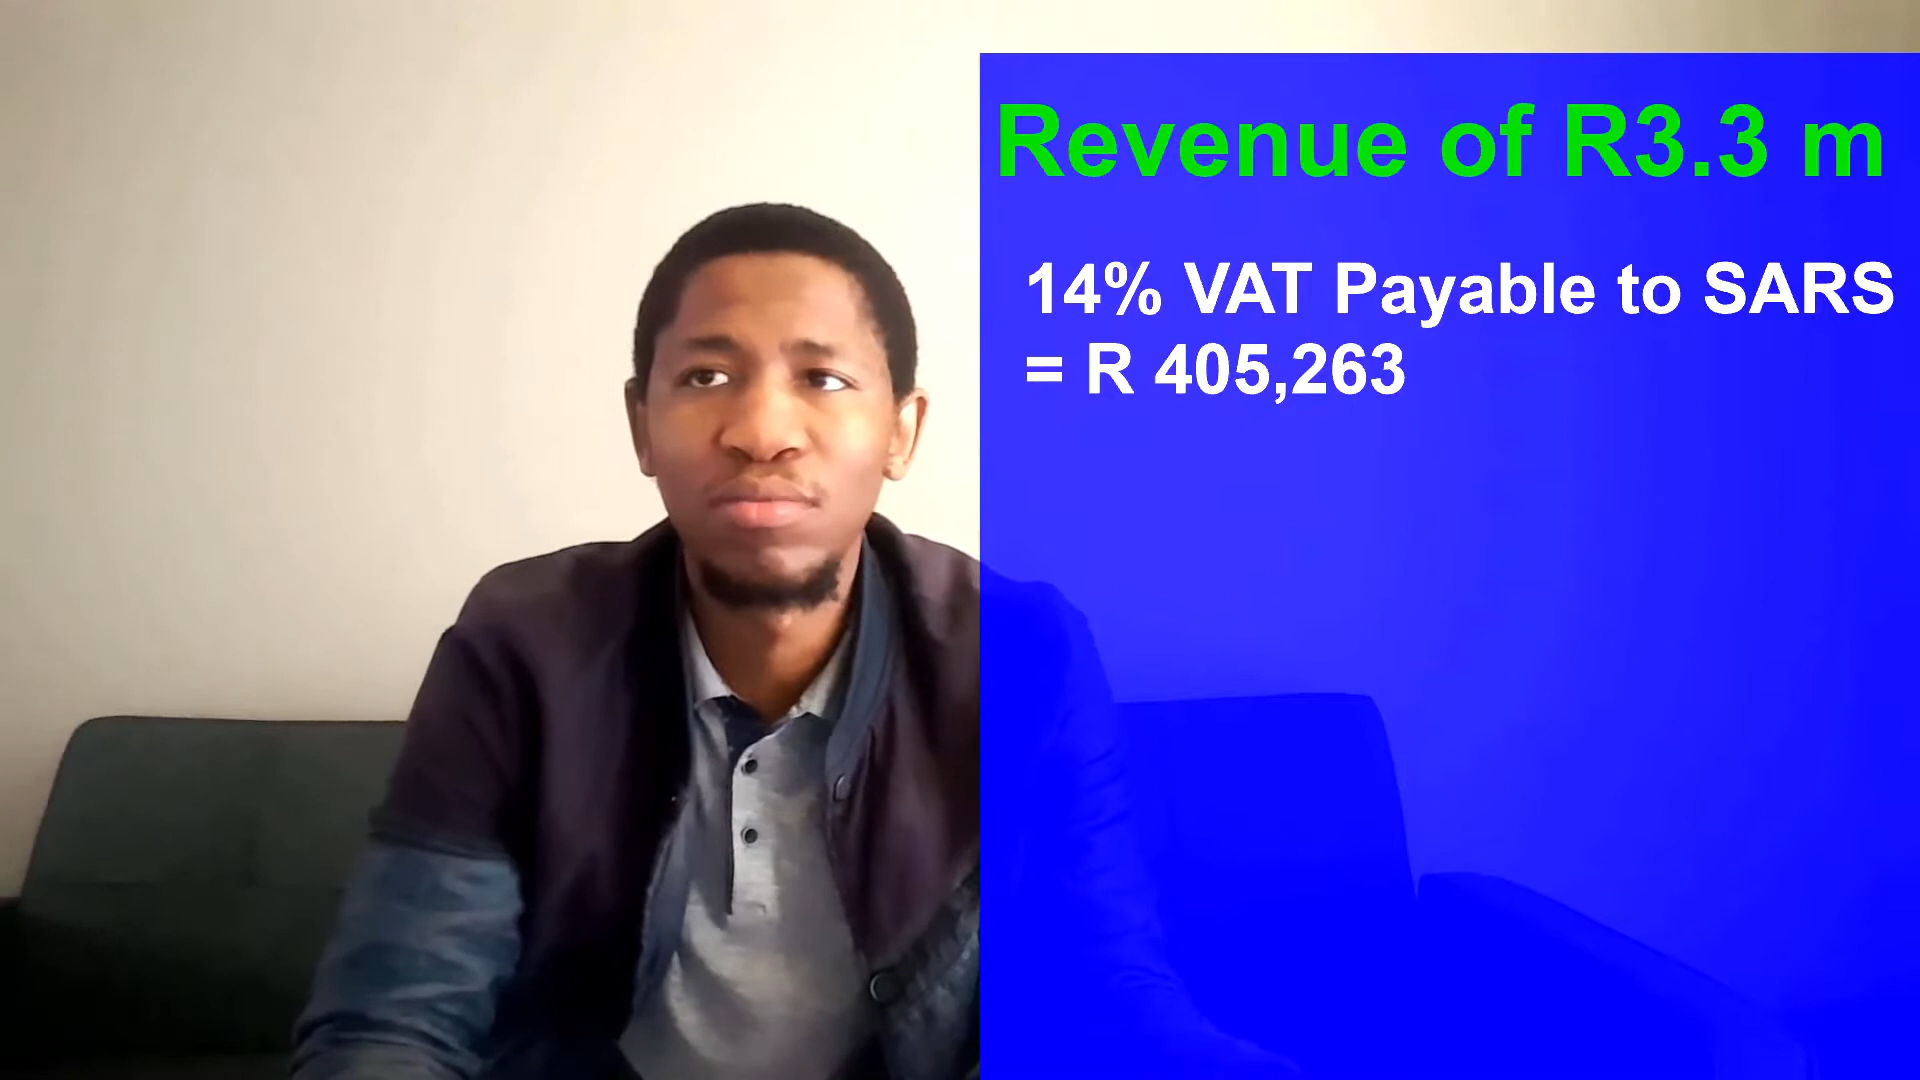 Revenue of R3.3 m
14% VAT Payable to SARS
= R 405,263